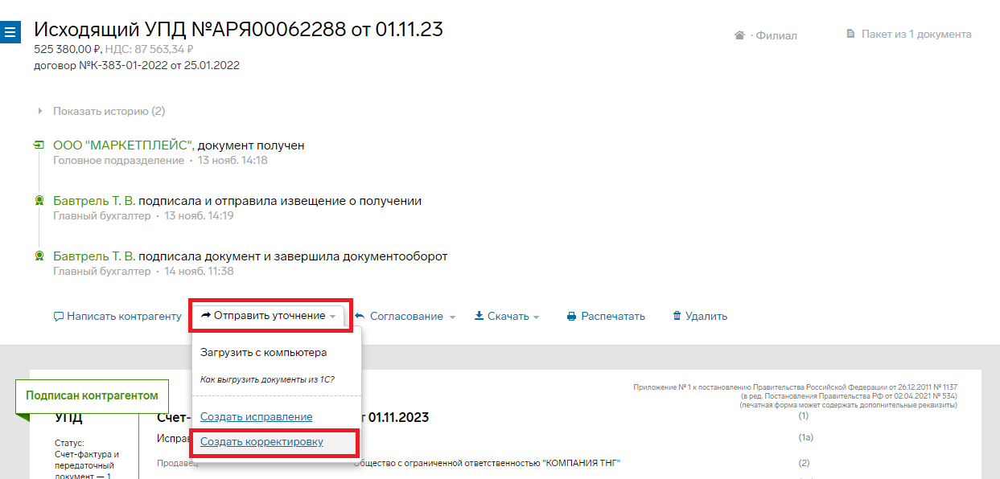 Исходящий УПД №АРЯ00062288 от 01.11.23
525 380,00 ₽, НДС: 87 563,34 ₽
договор №К-383-01-2022 от 25.01.2022
· Филиал
Пакет из 1 документа
Показать историю (2)
ООО "МАРКЕТПЛЕЙС", документ получен
Головное подразделение · 13 нояб. 14:18
Бавтрель Т. В. подписала и отправила извещение о получении
Главный бухгалтер · 13 нояб. 14:19
Бавтрель Т. В. подписала документ и завершила документооборот
Главный бухгалтер · 14 нояб. 11:38
Написать контрагенту Отправить уточнение Согласование Скачать Распечатать Удалить
Загрузить с компьютера
Как выгрузить документы из 1С?
Создать исправление
Создать корректировку
Приложение № 1 к постановлению Правительства Российской Федерации от 26.12.2011 № 1137
(в ред. Постановления Правительства РФ от 02.04.2021 № 534)
(печатная форма может содержать дополнительные реквизиты)
Подписан контрагентом
УПД
Статус:
Счет-фактура и
передаточный
документ — 1
Счет- т 01.11.2023 (1)
Исправ (1а)
Продавец Общество с ограниченной ответственностью "КОМПАНИЯ ТНГ" (2)